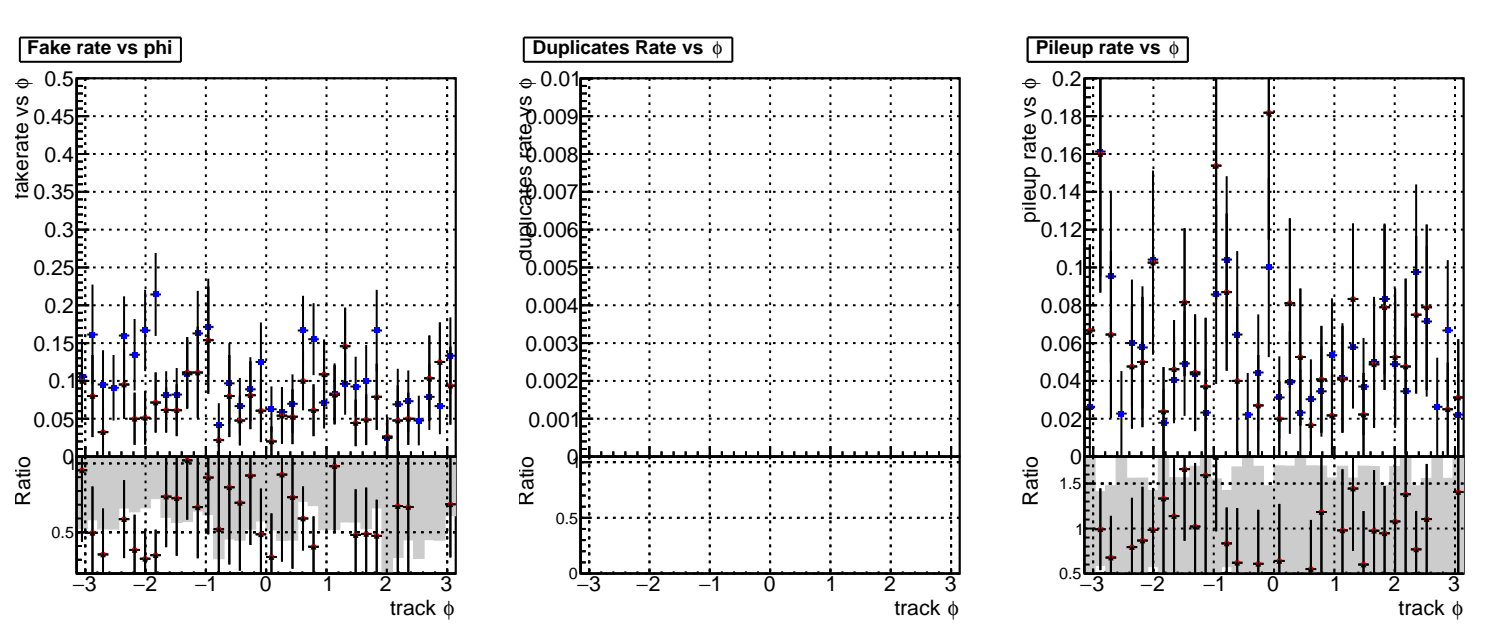 Fake rate vs phi
fakerate vs ϕ
0.5
0.45
0.4
0.35
0.3
0.25
0.2
0.15
0.1
0.05
0
Ratio
0.5
−3 −2 −1 0 1 2 3
track ϕ
Duplicates Rate vs ϕ
duplicates rate vs ϕ
0.01
0.009
0.008
0.007
0.006
0.005
0.004
0.003
0.002
0.001
0
Ratio
1
0.5
0
−3 −2 −1 0 1 2 3
track ϕ
Pileup rate vs ϕ
pileup rate vs ϕ
0.2
0.18
0.16
0.14
0.12
0.1
0.08
0.06
0.04
0.02
0
Ratio
1.5
1
0.5
−3 −2 −1 0 1 2 3
track ϕ